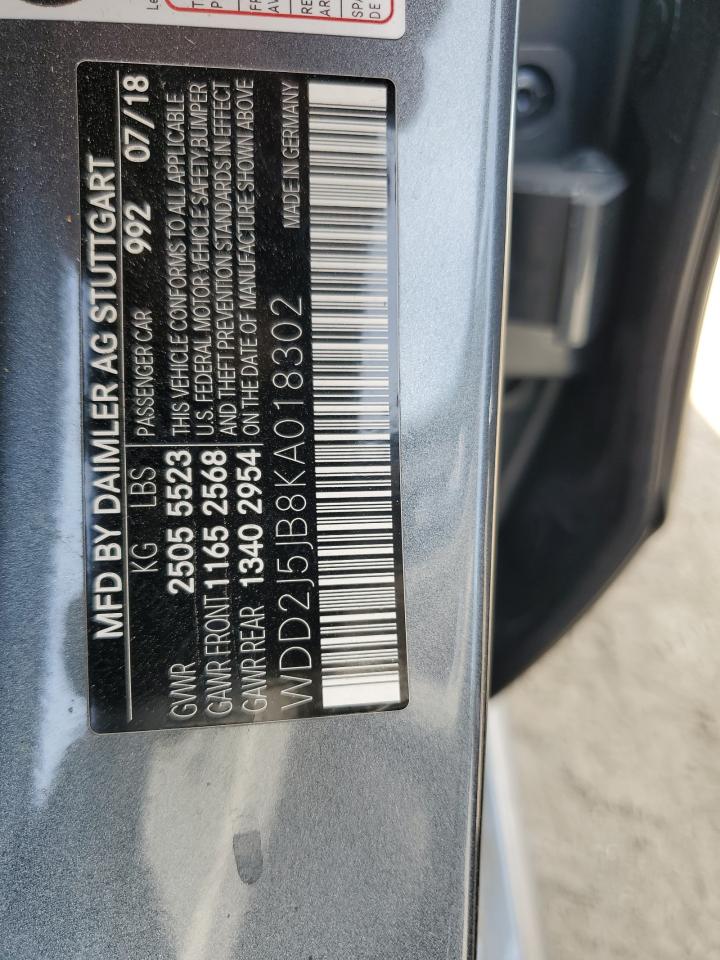 MFD BY DAIMLER AG STUTTGART
KG LBS PASSENGER CAR 992 07/18
GVWR 2505 5523
GAWR FRONT 1165 2568
GAWR REAR 1340 2954
THIS VEHICLE CONFORMS TO ALL APPLICABLE
U.S. FEDERAL MOTOR VEHICLE SAFETY/BUMPER
AND THEFT PREVENTION STANDARDS IN EFFECT
ON THE DATE OF MANUFACTURE SHOWN ABOVE
WDD2J5JB8KA018302 MADE IN GERMANY